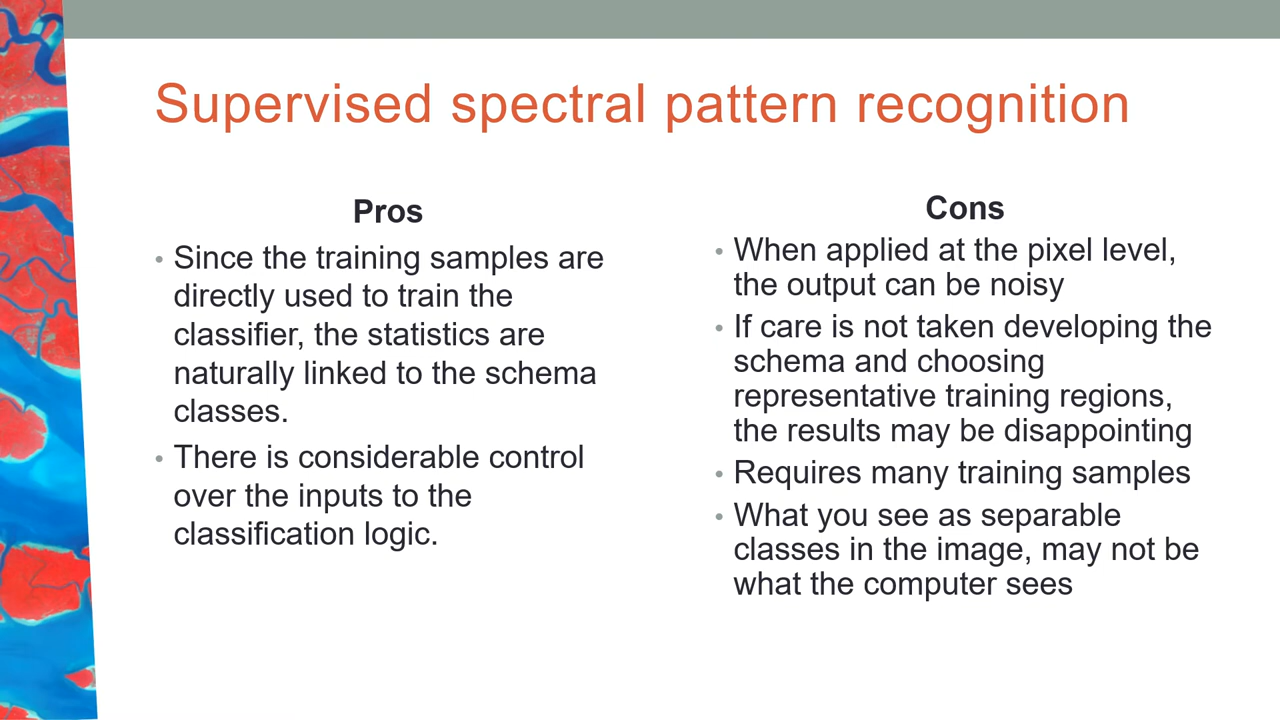 Supervised spectral pattern recognition
Pros
• Since the training samples are
directly used to train the
classifier, the statistics are
naturally linked to the schema
classes.
• There is considerable control
over the inputs to the
classification logic.
Cons
• When applied at the pixel level,
the output can be noisy
• If care is not taken developing the
schema and choosing
representative training regions,
the results may be disappointing
• Requires many training samples
• What you see as separable
classes in the image, may not be
what the computer sees